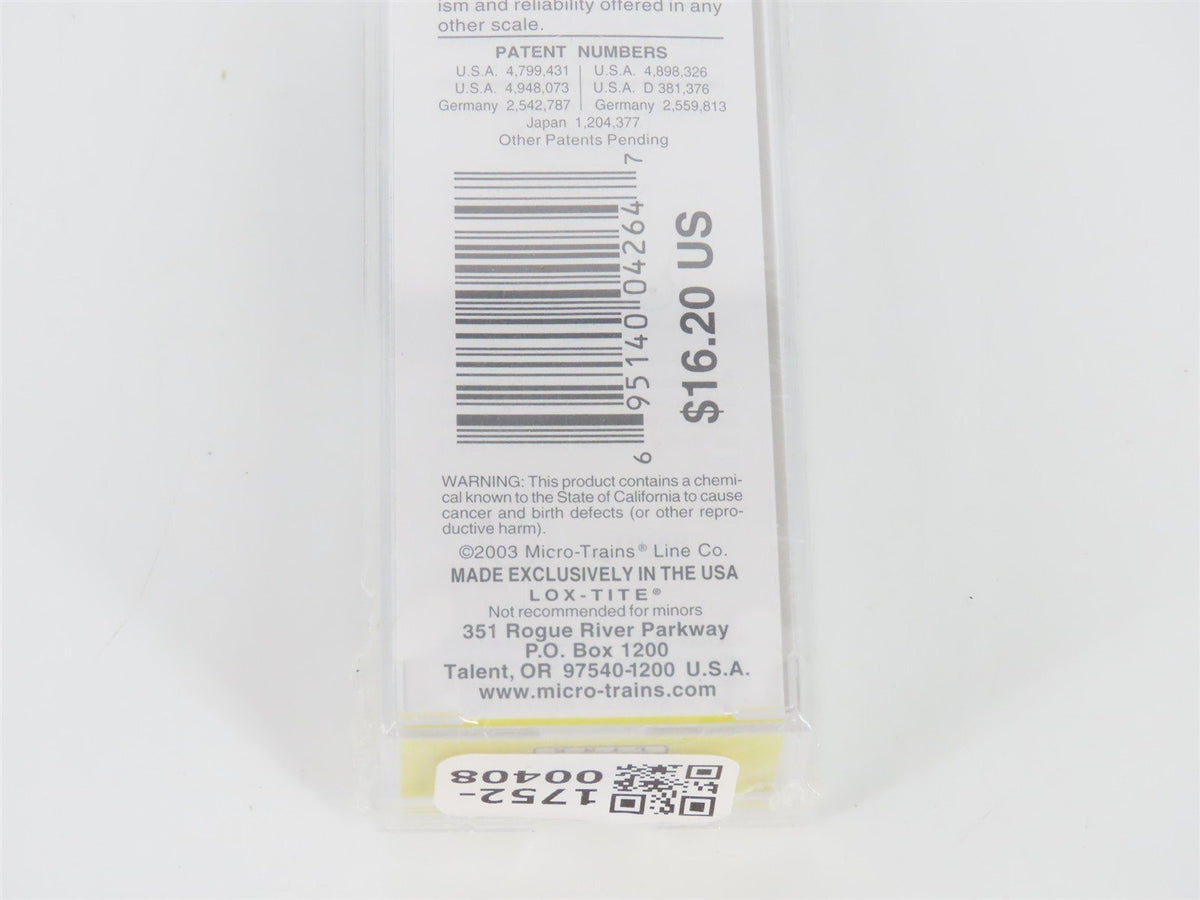 ism and reliability offered in any
other scale.
PATENT NUMBERS
U.S.A. 4,799,431 U.S.A. 4,898,326
U.S.A. 4,948,073 U.S.A. D 381,376
Germany 2,542,787 Germany 2,559,813
Japan 1,204,377
Other Patents Pending
6 95140 04264 7
$16.20 US
WARNING: This product contains a chemi-
cal known to the State of California to cause
cancer and birth defects (or other repro-
ductive harm).
©2003 Micro-Trains® Line Co.
MADE EXCLUSIVELY IN THE USA
LOX-TITE®
Not recommended for minors
351 Rogue River Parkway
P.O. Box 1200
Talent, OR 97540-1200 U.S.A.
www.micro-trains.com
1752-
00408